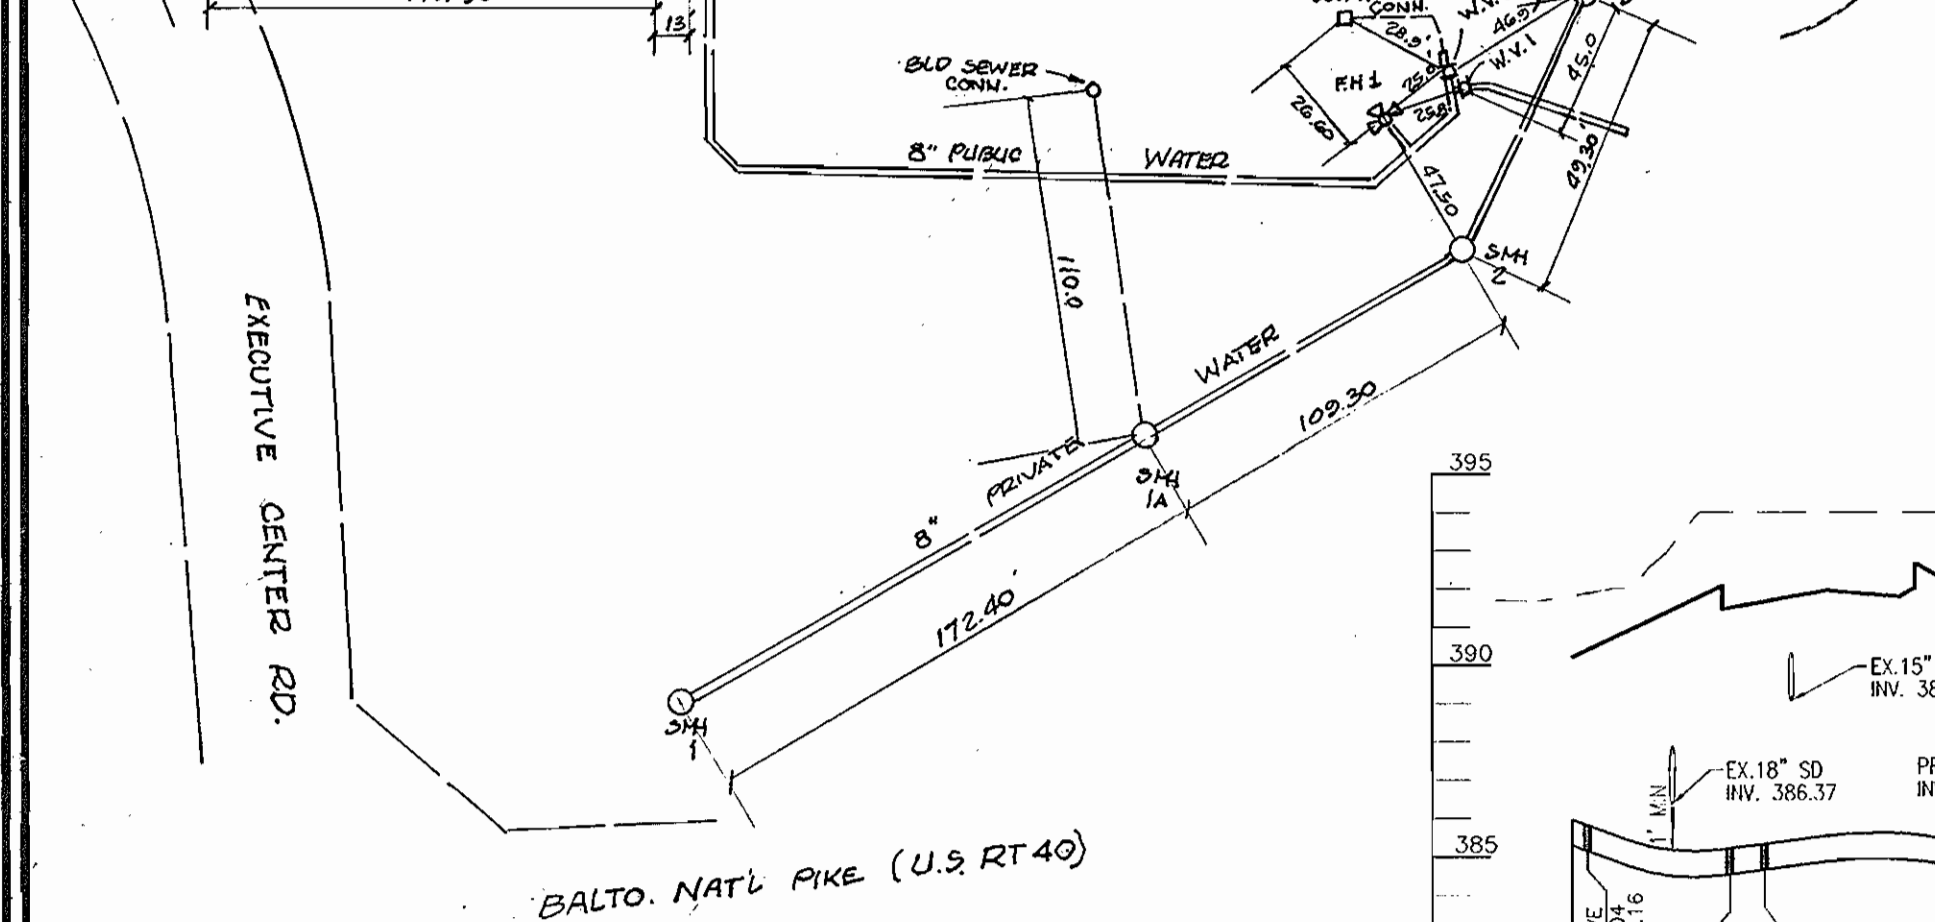 13
CONN.
W.V.
46.9
28.9'
W.V.1
45.0
BLD SEWER
CONN.
F.H 1
25.0
25.8
26.60
49.30'
8" PUBLIC WATER
47.50
SMH
2
110.0
EXECUTIVE CENTER RD.
WATER
109.30
PRIVATE
SMH
1A
8"
172.40'
SMH
1
BALTO. NAT'L PIKE (U.S. RT 40)
395
390
385
EX.15"
INV. 38
EX.18" SD
INV. 386.37
1' MIN